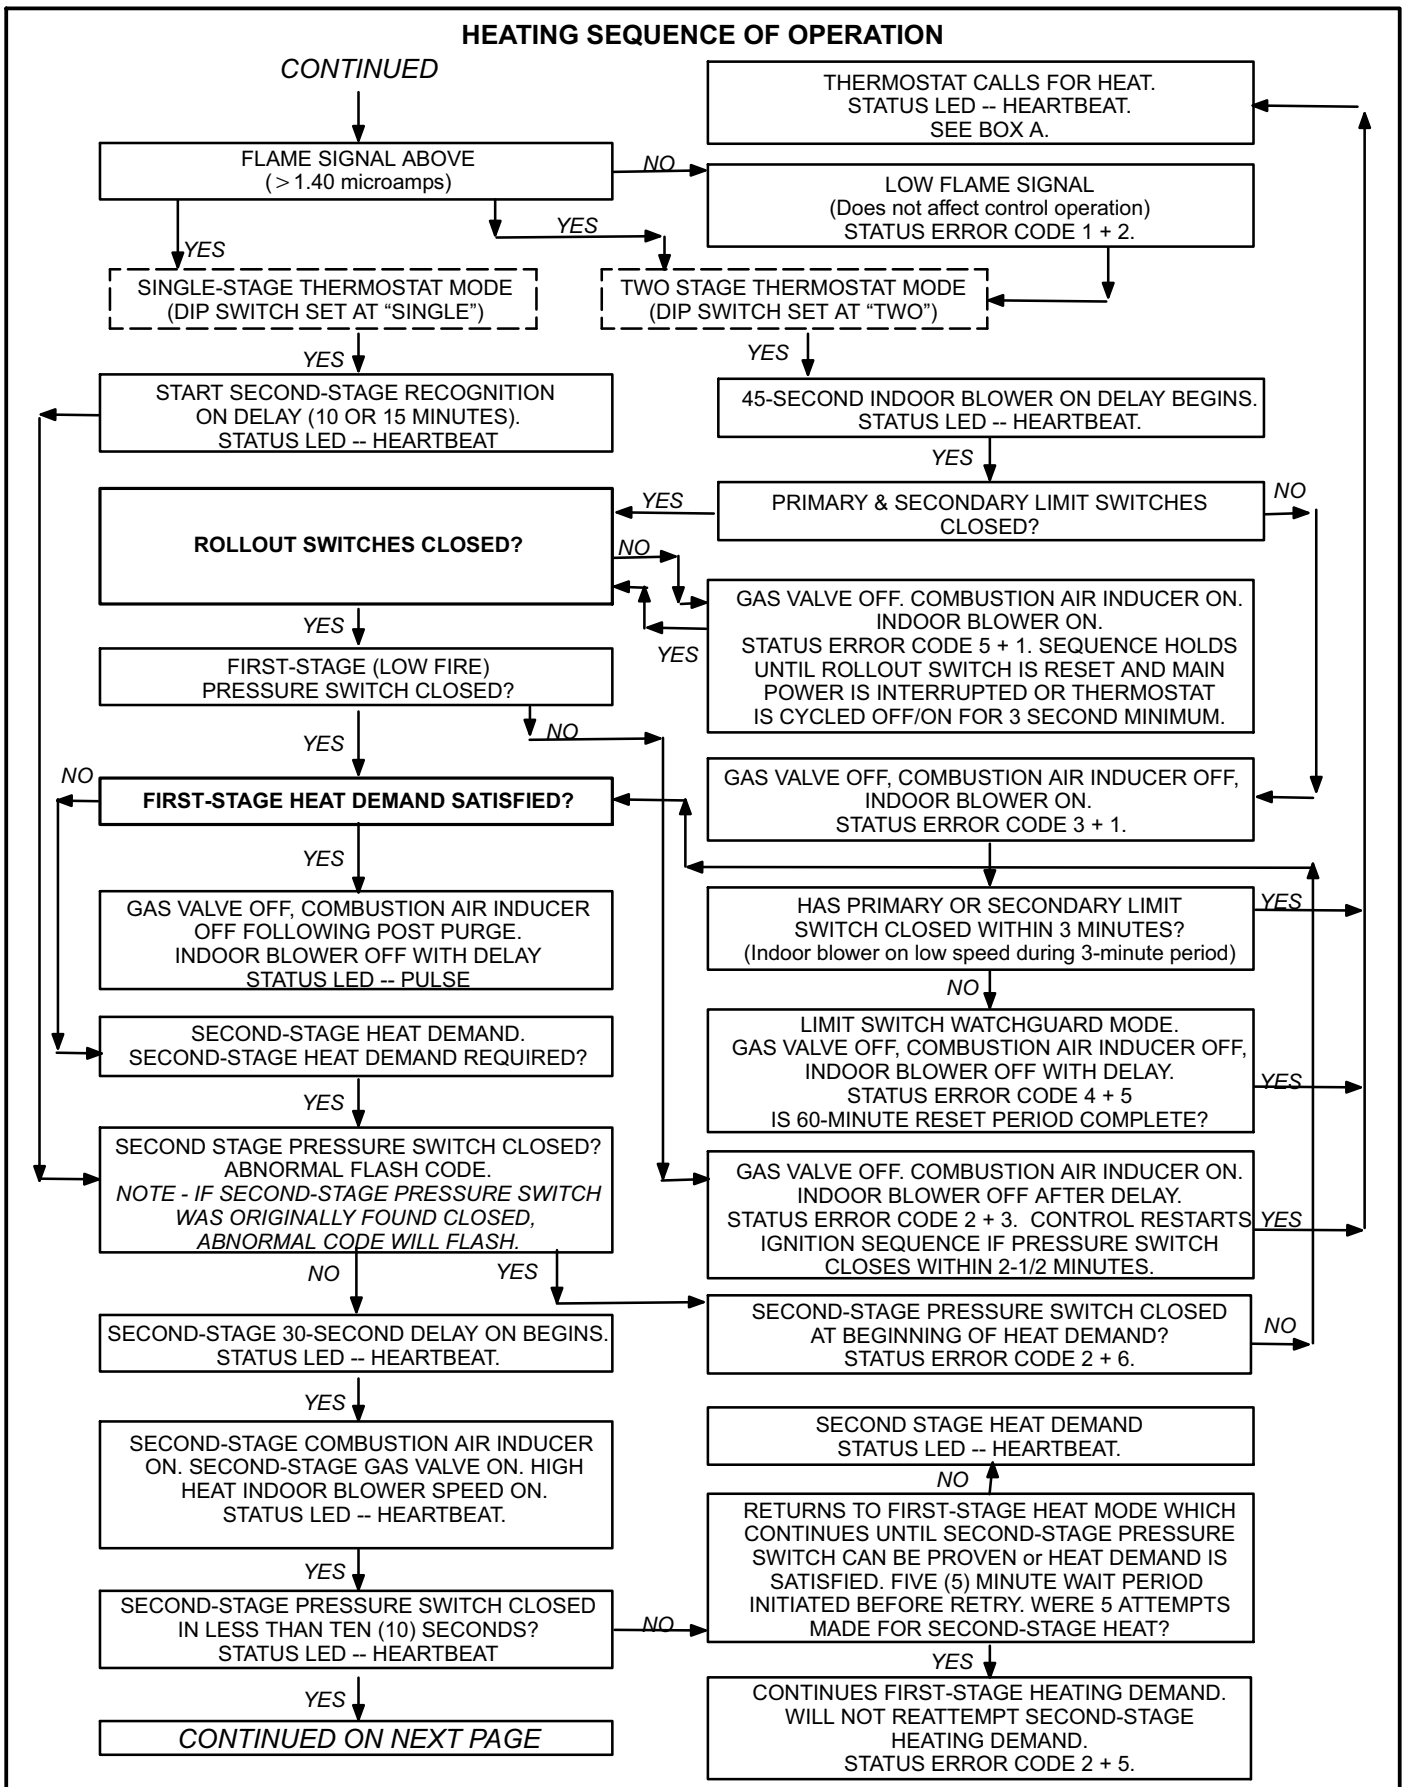 HEATING SEQUENCE OF OPERATION
CONTINUED
THERMOSTAT CALLS FOR HEAT.
STATUS LED -- HEARTBEAT.
SEE BOX A.
FLAME SIGNAL ABOVE
(> 1.40 microamps)
NO
LOW FLAME SIGNAL
(Does not affect control operation)
STATUS ERROR CODE 1 + 2.
YES
YES
SINGLE-STAGE THERMOSTAT MODE
(DIP SWITCH SET AT “SINGLE”)
TWO STAGE THERMOSTAT MODE
(DIP SWITCH SET AT “TWO”)
YES
YES
START SECOND-STAGE RECOGNITION
ON DELAY (10 OR 15 MINUTES).
STATUS LED -- HEARTBEAT
45-SECOND INDOOR BLOWER ON DELAY BEGINS.
STATUS LED -- HEARTBEAT.
YES
PRIMARY & SECONDARY LIMIT SWITCHES
CLOSED?
YES
NO
ROLLOUT SWITCHES CLOSED?
NO
GAS VALVE OFF. COMBUSTION AIR INDUCER ON.
INDOOR BLOWER ON.
STATUS ERROR CODE 5 + 1. SEQUENCE HOLDS
UNTIL ROLLOUT SWITCH IS RESET AND MAIN
POWER IS INTERRUPTED OR THERMOSTAT
IS CYCLED OFF/ON FOR 3 SECOND MINIMUM.
YES
YES
FIRST-STAGE (LOW FIRE)
PRESSURE SWITCH CLOSED?
NO
YES
GAS VALVE OFF, COMBUSTION AIR INDUCER OFF,
INDOOR BLOWER ON.
STATUS ERROR CODE 3 + 1.
NO
FIRST-STAGE HEAT DEMAND SATISFIED?
YES
GAS VALVE OFF, COMBUSTION AIR INDUCER
OFF FOLLOWING POST PURGE.
INDOOR BLOWER OFF WITH DELAY
STATUS LED -- PULSE
HAS PRIMARY OR SECONDARY LIMIT
SWITCH CLOSED WITHIN 3 MINUTES?
(Indoor blower on low speed during 3-minute period)
YES
NO
SECOND-STAGE HEAT DEMAND.
SECOND-STAGE HEAT DEMAND REQUIRED?
LIMIT SWITCH WATCHGUARD MODE.
GAS VALVE OFF, COMBUSTION AIR INDUCER OFF,
INDOOR BLOWER OFF WITH DELAY.
STATUS ERROR CODE 4 + 5
IS 60-MINUTE RESET PERIOD COMPLETE?
YES
YES
SECOND STAGE PRESSURE SWITCH CLOSED?
ABNORMAL FLASH CODE.
NOTE - IF SECOND-STAGE PRESSURE SWITCH
WAS ORIGINALLY FOUND CLOSED,
ABNORMAL CODE WILL FLASH.
GAS VALVE OFF. COMBUSTION AIR INDUCER ON.
INDOOR BLOWER OFF AFTER DELAY.
STATUS ERROR CODE 2 + 3. CONTROL RESTARTS
IGNITION SEQUENCE IF PRESSURE SWITCH
CLOSES WITHIN 2-1/2 MINUTES.
YES
NO
YES
SECOND-STAGE PRESSURE SWITCH CLOSED
AT BEGINNING OF HEAT DEMAND?
STATUS ERROR CODE 2 + 6.
NO
SECOND-STAGE 30-SECOND DELAY ON BEGINS.
STATUS LED -- HEARTBEAT.
YES
SECOND-STAGE COMBUSTION AIR INDUCER
ON. SECOND-STAGE GAS VALVE ON. HIGH
HEAT INDOOR BLOWER SPEED ON.
STATUS LED -- HEARTBEAT.
SECOND STAGE HEAT DEMAND
STATUS LED -- HEARTBEAT.
NO
RETURNS TO FIRST-STAGE HEAT MODE WHICH
CONTINUES UNTIL SECOND-STAGE PRESSURE
SWITCH CAN BE PROVEN or HEAT DEMAND IS
SATISFIED. FIVE (5) MINUTE WAIT PERIOD
INITIATED BEFORE RETRY. WERE 5 ATTEMPTS
MADE FOR SECOND-STAGE HEAT?
YES
SECOND-STAGE PRESSURE SWITCH CLOSED
IN LESS THAN TEN (10) SECONDS?
STATUS LED -- HEARTBEAT
NO
YES
YES
CONTINUES FIRST-STAGE HEATING DEMAND.
WILL NOT REATTEMPT SECOND-STAGE
HEATING DEMAND.
STATUS ERROR CODE 2 + 5.
CONTINUED ON NEXT PAGE